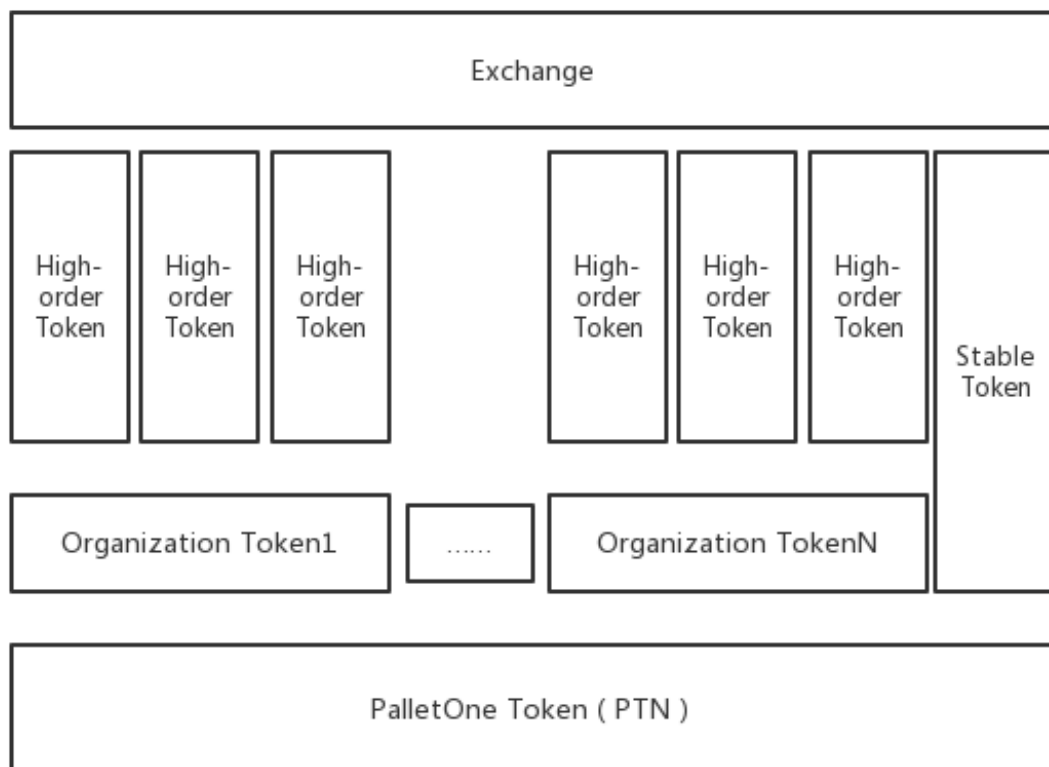 Exchange
High-
order
Token
High-
order
Token
High-
order
Token
High-
order
Token
High-
order
Token
High-
order
Token
Stable
Token
Organization Token1
......
Organization TokenN
PalletOne Token ( PTN )